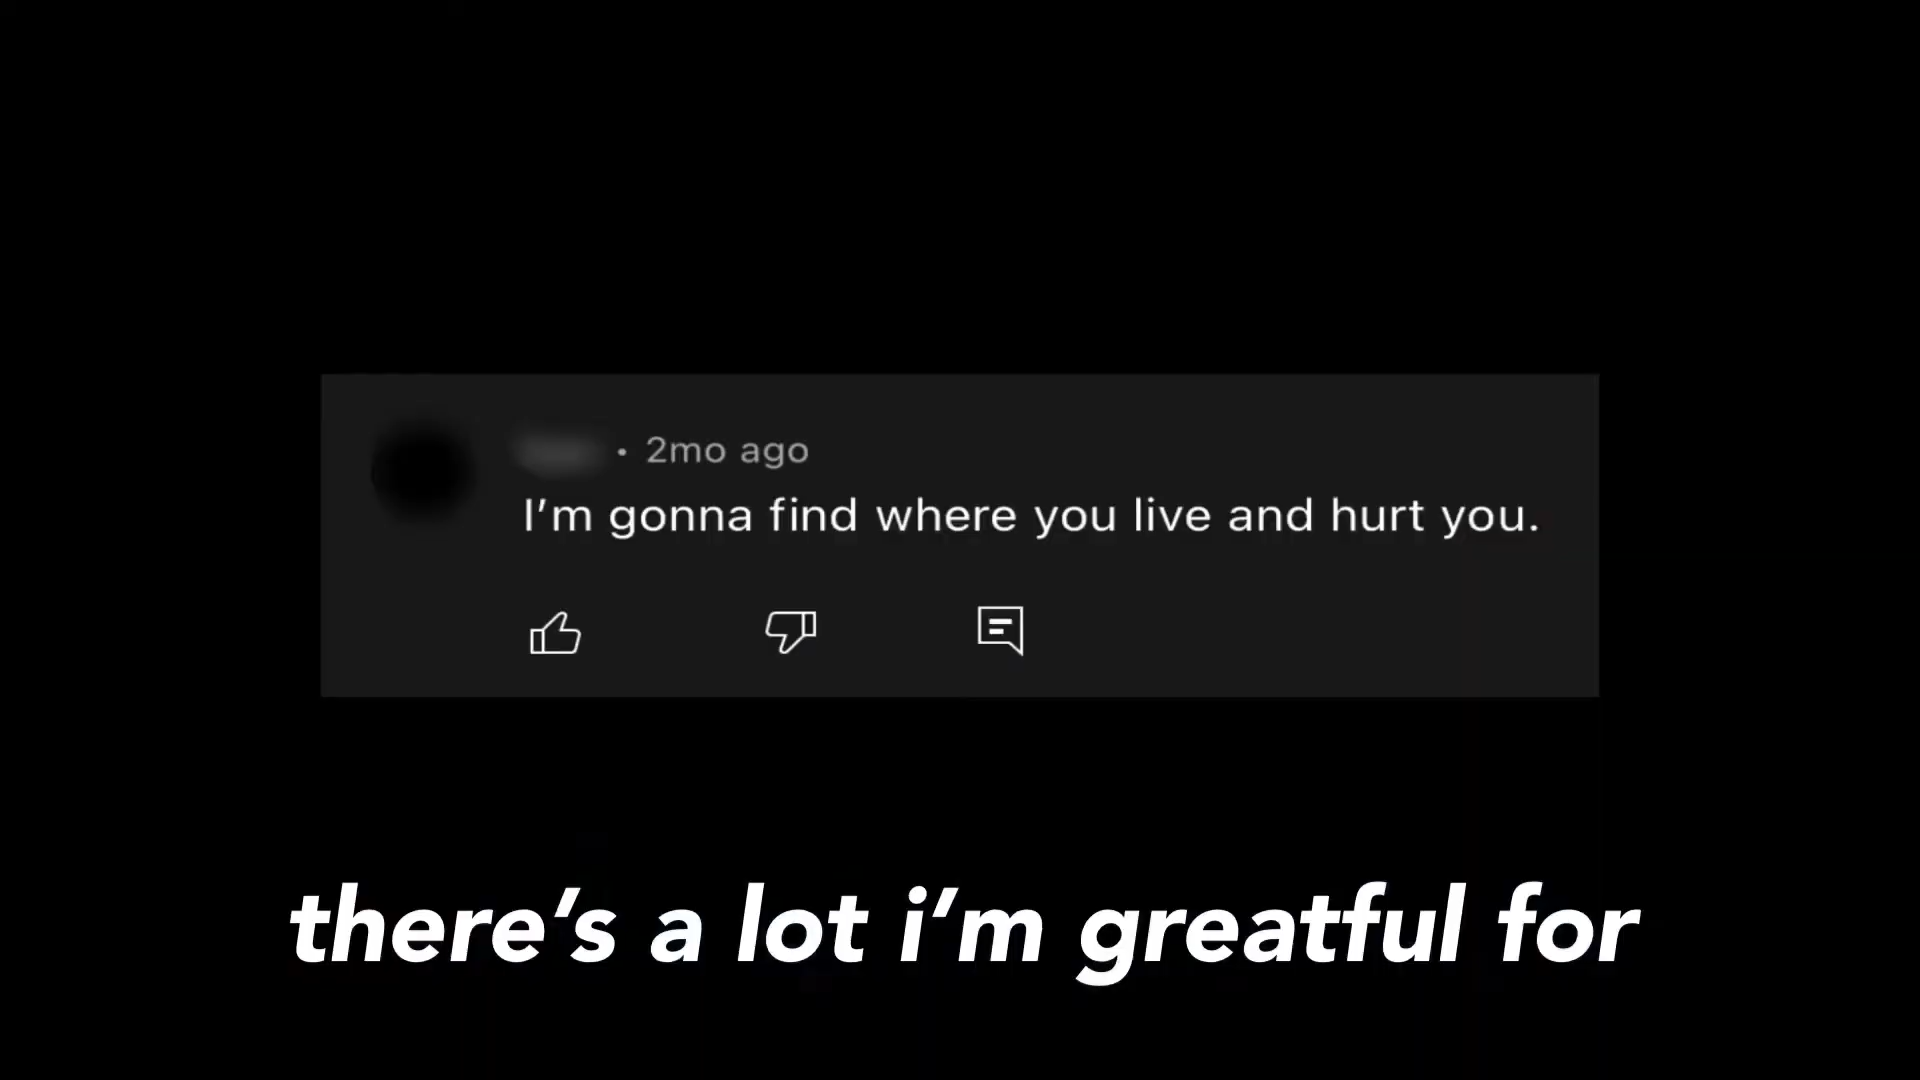 • 2mo ago
I'm gonna find where you live and hurt you.
there's a lot i'm greatful for